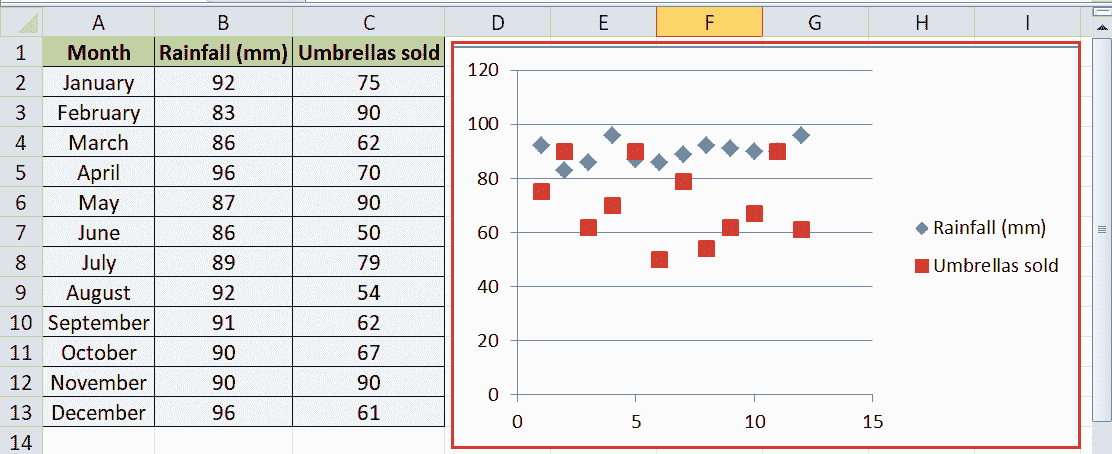 A B C D E F G H I
1 Month Rainfall (mm) Umbrellas sold
2 January 92 75
3 February 83 90
4 March 86 62
5 April 96 70
6 May 87 90
7 June 86 50
8 July 89 79
9 August 92 54
10 September 91 62
11 October 90 67
12 November 90 90
13 December 96 61
14
120
100
80
60
40
20
0
0 5 10 15
Rainfall (mm)
Umbrellas sold